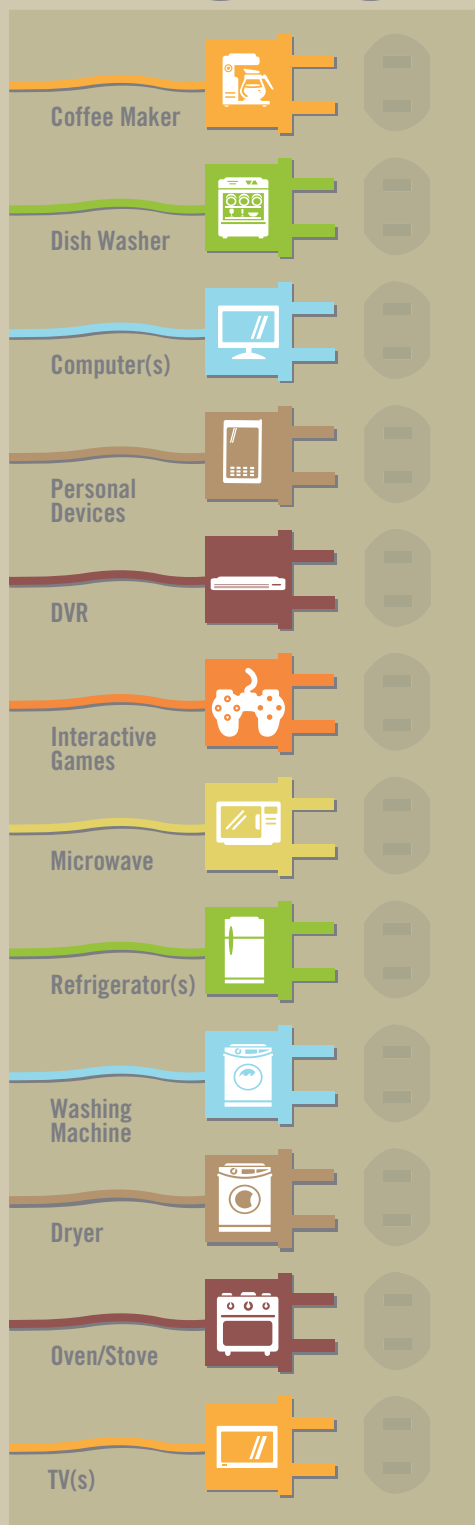 Coffee Maker
Dish Washer
Computer(s)
Personal
Devices
DVR
Interactive
Games
Microwave
Refrigerator(s)
Washing
Machine
Dryer
Oven/Stove
TV(s)